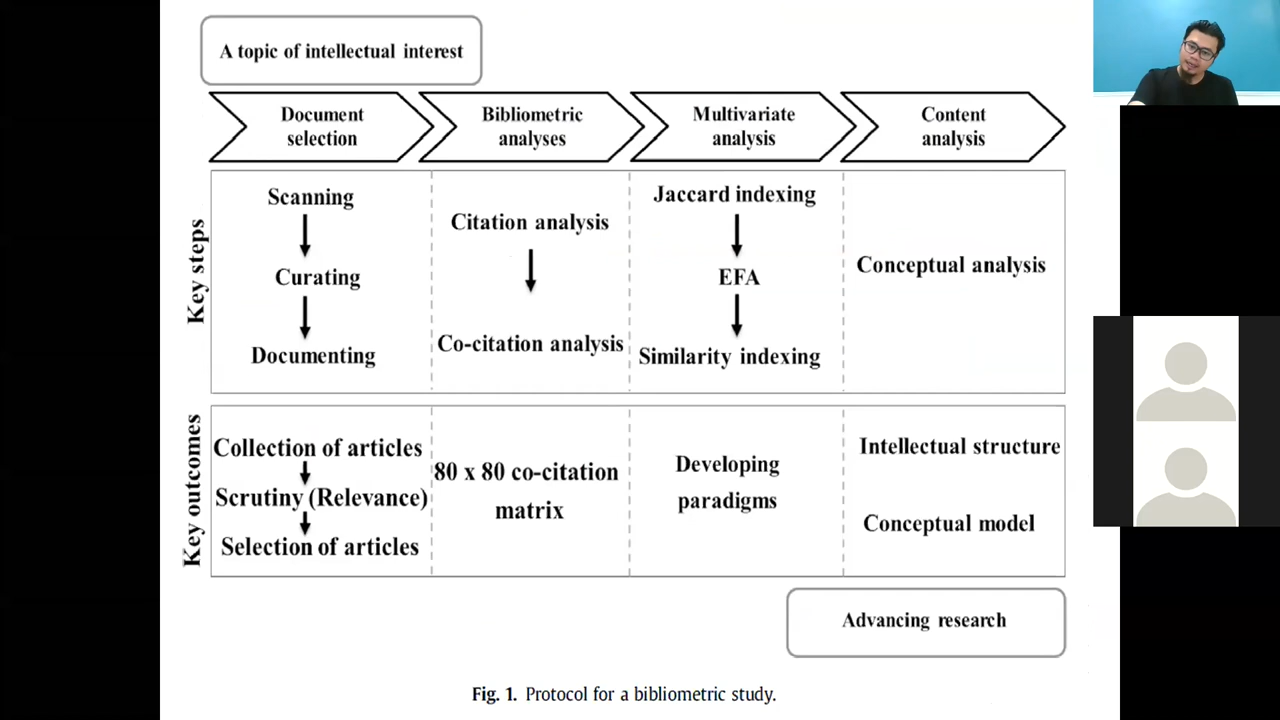 A topic of intellectual interest
Document
selection
Bibliometric
analyses
Multivariate
analysis
Content
analysis
Key steps
Scanning
Curating
Documenting
Citation analysis
Co-citation analysis
Jaccard indexing
EFA
Similarity indexing
Conceptual analysis
Key outcomes
Collection of articles
Scrutiny (Relevance)
Selection of articles
80 x 80 co-citation
matrix
Developing
paradigms
Intellectual structure
Conceptual model
Advancing research
Fig. 1. Protocol for a bibliometric study.